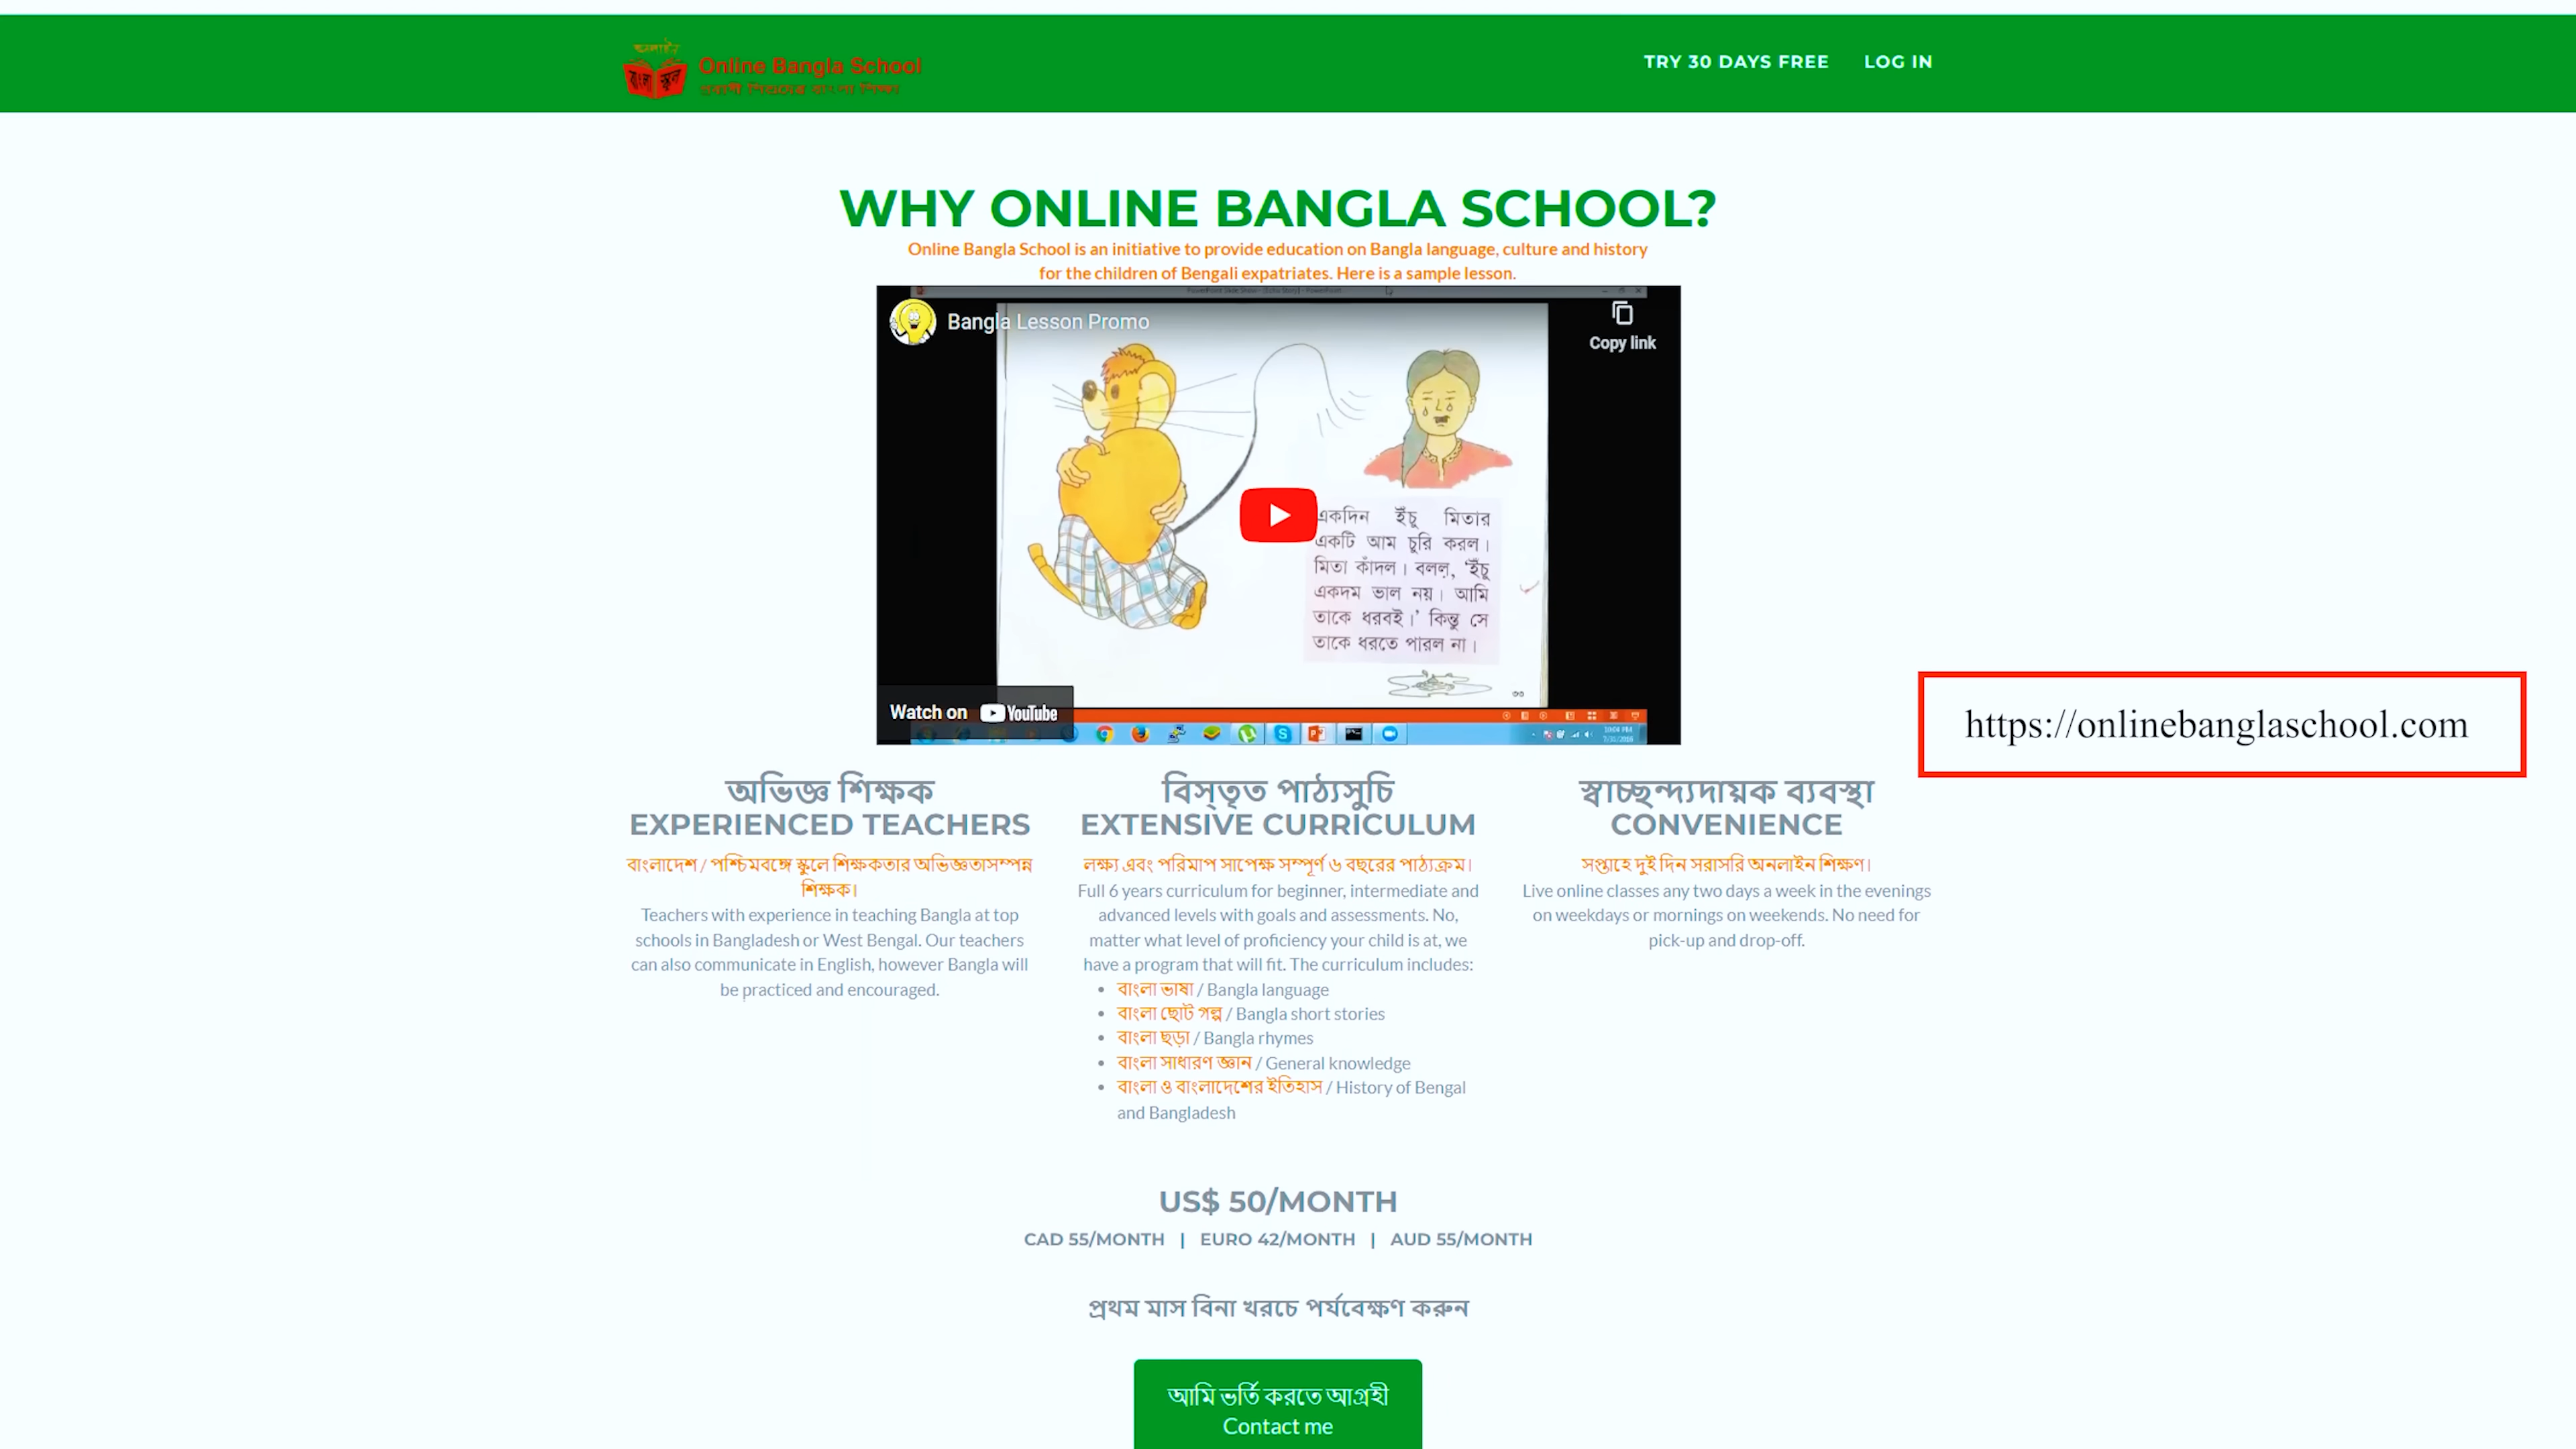 অনলাইন
বাংলা স্কুল
Online Bangla School
প্রবাসী শিশুদের বাংলা শিক্ষা
TRY 30 DAYS FREE
LOG IN
WHY ONLINE BANGLA SCHOOL?
Online Bangla School is an initiative to provide education on Bangla language, culture and history
for the children of Bengali expatriates. Here is a sample lesson.
Bangla Lesson Promo
Copy link
একদিন ইঁচু মিতার
একটি আম চুরি করল।
মিতা কাঁদল। বলল, ‘ইঁচু
একদম ভাল নয়। আমি
তাকে ধরবই।’ কিন্তু সে
তাকে ধরতে পারল না।
৩৩
Watch on YouTube
https://onlinebanglaschool.com
অভিজ্ঞ শিক্ষক
EXPERIENCED TEACHERS
বাংলাদেশ / পশ্চিমবঙ্গে স্কুলে শিক্ষকতার অভিজ্ঞতাসম্পন্ন
শিক্ষক।
Teachers with experience in teaching Bangla at top
schools in Bangladesh or West Bengal. Our teachers
can also communicate in English, however Bangla will
be practiced and encouraged.
বিস্তৃত পাঠ্যসুচি
EXTENSIVE CURRICULUM
লক্ষ্য এবং পরিমাপ সাপেক্ষ সম্পূর্ণ ৬ বছরের পাঠ্যক্রম।
Full 6 years curriculum for beginner, intermediate and
advanced levels with goals and assessments. No,
matter what level of proficiency your child is at, we
have a program that will fit. The curriculum includes:
• বাংলা ভাষা / Bangla language
• বাংলা ছোট গল্প / Bangla short stories
• বাংলা ছড়া / Bangla rhymes
• বাংলা সাধারণ জ্ঞান / General knowledge
• বাংলা ও বাংলাদেশের ইতিহাস / History of Bengal
and Bangladesh
স্বাচ্ছন্দ্যদায়ক ব্যবস্থা
CONVENIENCE
সপ্তাহে দুই দিন সরাসরি অনলাইন শিক্ষণ।
Live online classes any two days a week in the evenings
on weekdays or mornings on weekends. No need for
pick-up and drop-off.
US$ 50/MONTH
CAD 55/MONTH | EURO 42/MONTH | AUD 55/MONTH
প্রথম মাস বিনা খরচে পর্যবেক্ষণ করুন
আমি ভর্তি করতে আগ্রহী
Contact me